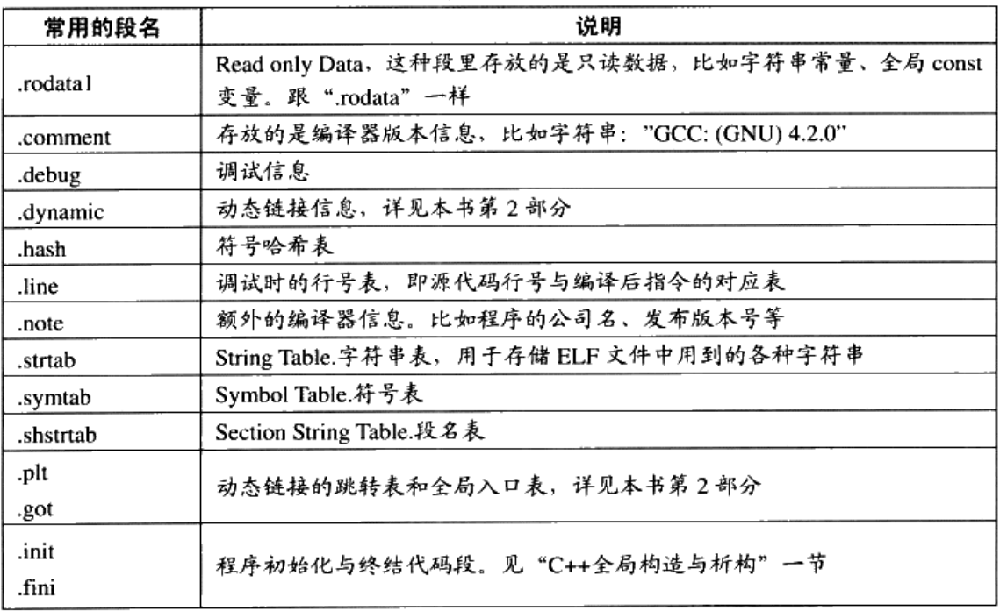 常用的段名 说明
.rodata1
Read only Data，这种段里存放的是只读数据，比如字符串常量、全局 const
变量。跟“.rodata”一样
.comment 存放的是编译器版本信息，比如字符串：”GCC: (GNU) 4.2.0”
.debug 调试信息
.dynamic 动态链接信息，详见本书第 2 部分
.hash 符号哈希表
.line 调试时的行号表，即源代码行号与编译后指令的对应表
.note 额外的编译器信息。比如程序的公司名、发布版本号等
.strtab String Table.字符串表，用于存储 ELF 文件中用到的各种字符串
.symtab Symbol Table.符号表
.shstrtab Section String Table.段名表
.plt
.got
动态链接的跳转表和全局入口表，详见本书第 2 部分
.init
.fini
程序初始化与终结代码段。见“C++全局构造与析构”一节